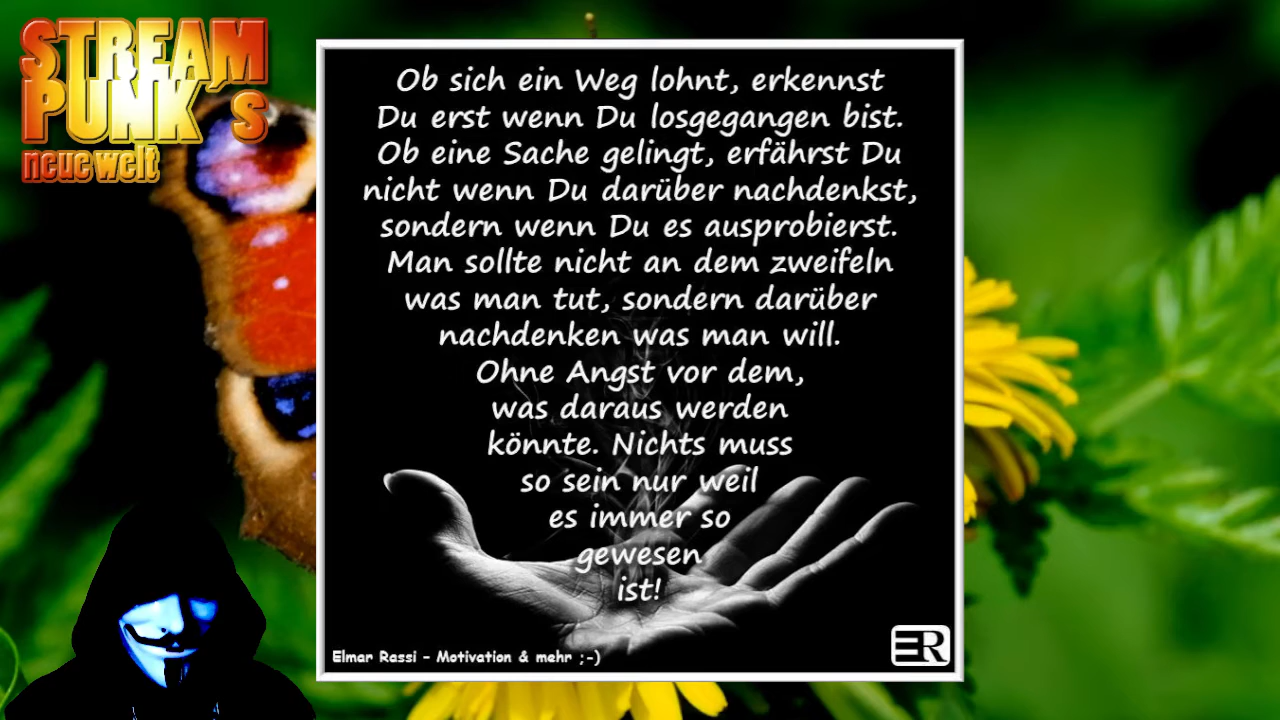 STREAM
PUNK´s
neue welt
Ob sich ein Weg lohnt, erkennst
Du erst wenn Du losgegangen bist.
Ob eine Sache gelingt, erfährst Du
nicht wenn Du darüber nachdenkst,
sondern wenn Du es ausprobierst.
Man sollte nicht an dem zweifeln
was man tut, sondern darüber
nachdenken was man will.
Ohne Angst vor dem,
was daraus werden
könnte. Nichts muss
so sein nur weil
es immer so
gewesen
ist!
Elmar Rassi – Motivation & mehr ;-)
ER